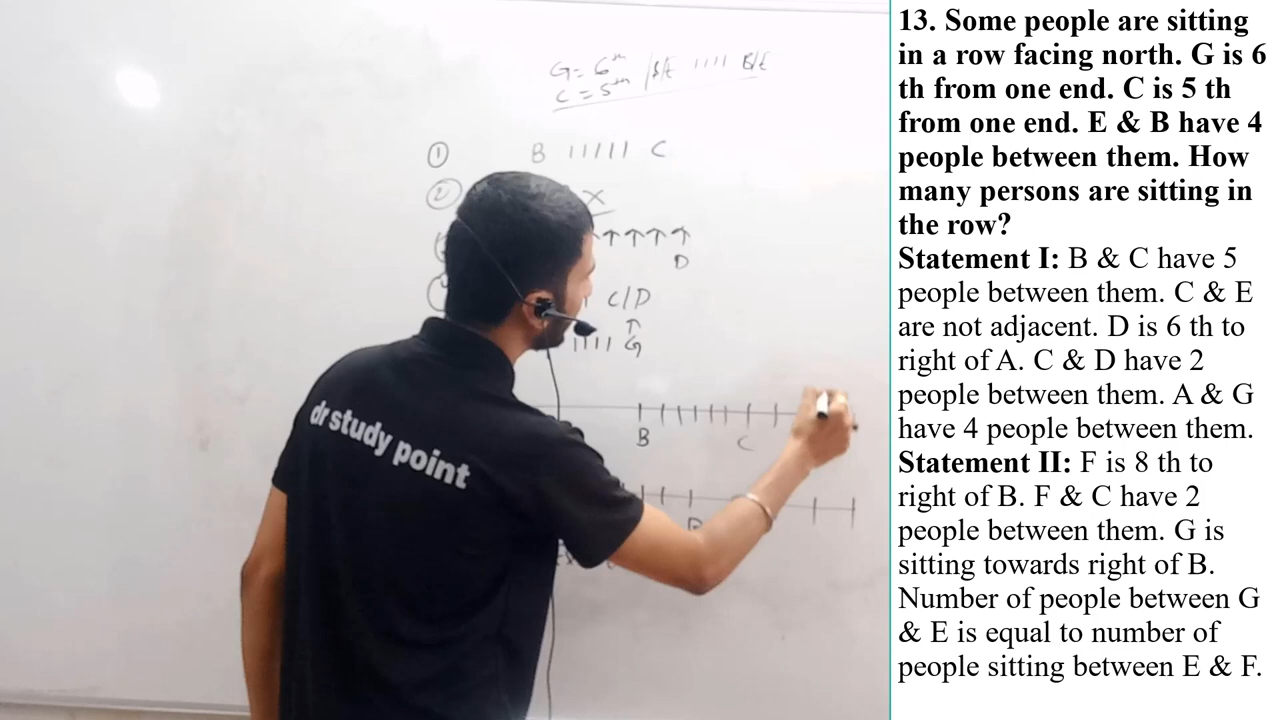 G = 6th /B/E 1111 B/E
C = 5th
① B 11111 C
② X
D
C/D
1111 G
B C
dr study point
13. Some people are sitting
in a row facing north. G is 6
th from one end. C is 5 th
from one end. E & B have 4
people between them. How
many persons are sitting in
the row?
Statement I: B & C have 5
people between them. C & E
are not adjacent. D is 6 th to
right of A. C & D have 2
people between them. A & G
have 4 people between them.
Statement II: F is 8 th to
right of B. F & C have 2
people between them. G is
sitting towards right of B.
Number of people between G
& E is equal to number of
people sitting between E & F.